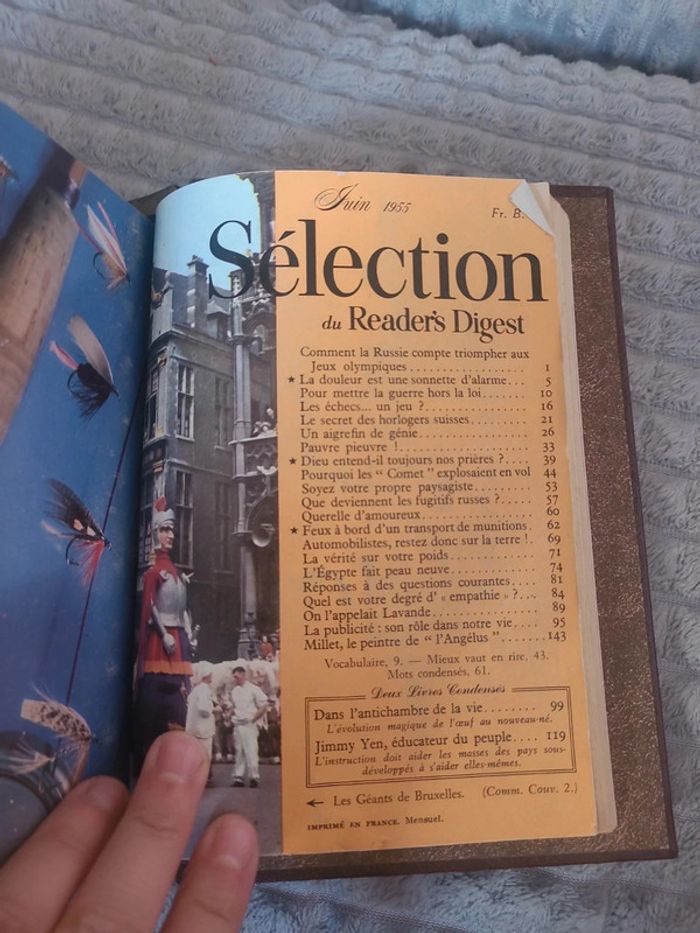 Juin 1955
Fr. B.
Sélection
du Reader's Digest
Comment la Russie compte triompher aux
Jeux olympiques.................. 1
★ La douleur est une sonnette d'alarme... 5
Pour mettre la guerre hors la loi....... 10
Les échecs... un jeu ?................. 16
Le secret des horlogers suisses......... 21
Un aigrefin de génie.................. 26
Pauvre pieuvre !..................... 33
★ Dieu entend-il toujours nos prières ?.... 39
Pourquoi les “ Comet ” explosaient en vol 44
Soyez votre propre paysagiste......... 53
Que deviennent les fugitifs russes ?..... 57
Querelle d'amoureux.................. 60
★ Feux à bord d'un transport de munitions. 62
Automobilistes, restez donc sur la terre !. 69
La vérité sur votre poids.............. 71
L'Égypte fait peau neuve.............. 74
Réponses à des questions courantes.... 81
Quel est votre degré d' « empathie » ?.... 84
On l'appelait Lavande................ 89
La publicité : son rôle dans notre vie.... 95
Millet, le peintre de “ l'Angélus ”.......143
Vocabulaire, 9. — Mieux vaut en rire, 43.
Mots condensés, 61.
Deux Livres Condensés
Dans l'antichambre de la vie........ 99
L'évolution magique de l'œuf au nouveau-né.
Jimmy Yen, éducateur du peuple.... 119
L'instruction doit aider les masses des pays sous-
développés à s'aider elles-mêmes.
← Les Géants de Bruxelles. (Comm. Couv. 2.)
IMPRIMÉ EN FRANCE. Mensuel.